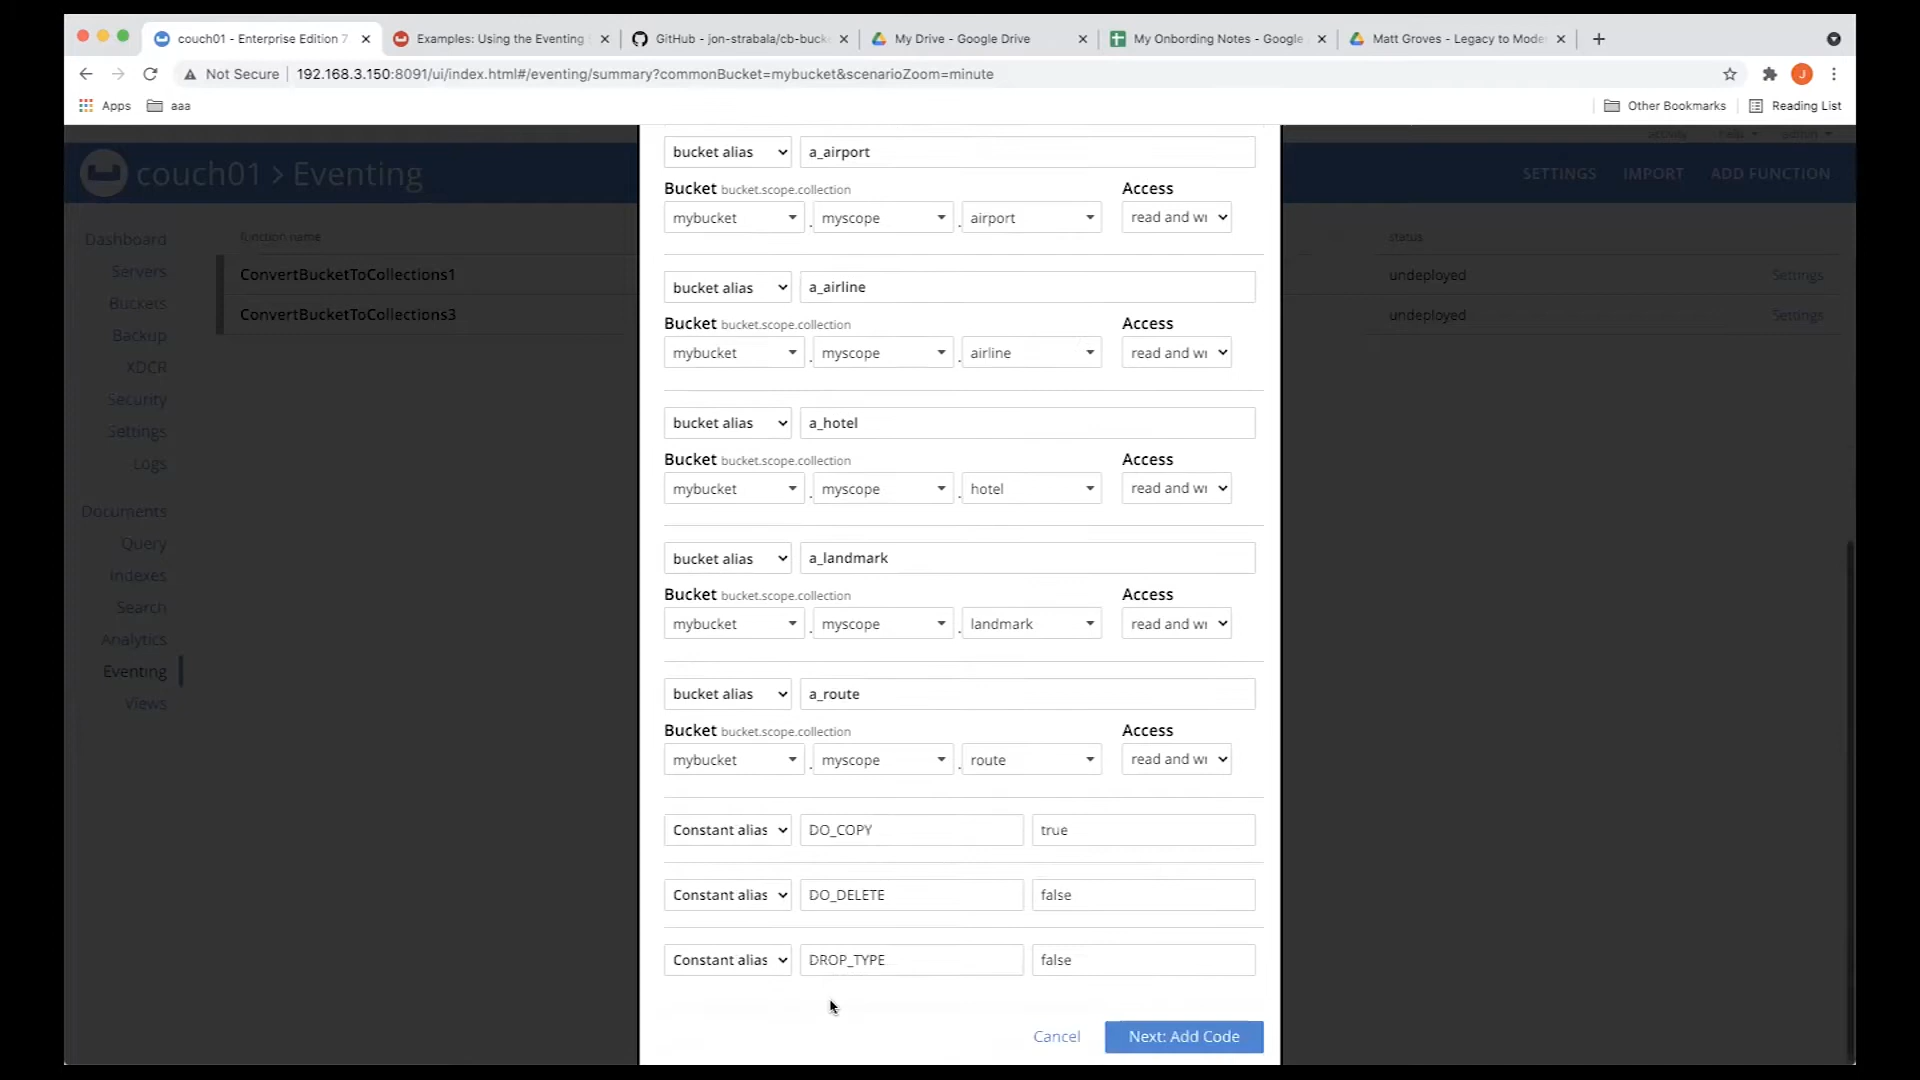 couch01 - Enterprise Edition 7
Examples: Using the Eventing
GitHub - jon-strabala/cb-buck
My Drive - Google Drive
My Onbording Notes - Google
Matt Groves - Legacy to Mode
Not Secure 192.168.3.150:8091/ui/index.html#/eventing/summary?commonBucket=mybucket&scenarioZoom=minute
J
Apps aaa Other Bookmarks Reading List
couch01 > Eventing
SETTINGS IMPORT ADD FUNCTION
Dashboard
Servers
Buckets
Backup
XDCR
Security
Settings
Logs
Documents
Query
Indexes
Search
Analytics
Eventing
Views
function name status
ConvertBucketToCollections1 undeployed Settings
ConvertBucketToCollections3 undeployed Settings
bucket alias a_airport
Bucket bucket.scope.collection Access
mybucket . myscope . airport read and wr
bucket alias a_airline
Bucket bucket.scope.collection Access
mybucket . myscope . airline read and wr
bucket alias a_hotel
Bucket bucket.scope.collection Access
mybucket . myscope . hotel read and wr
bucket alias a_landmark
Bucket bucket.scope.collection Access
mybucket . myscope . landmark read and wr
bucket alias a_route
Bucket bucket.scope.collection Access
mybucket . myscope . route read and wr
Constant alias DO_COPY true
Constant alias DO_DELETE false
Constant alias DROP_TYPE false
Cancel Next: Add Code